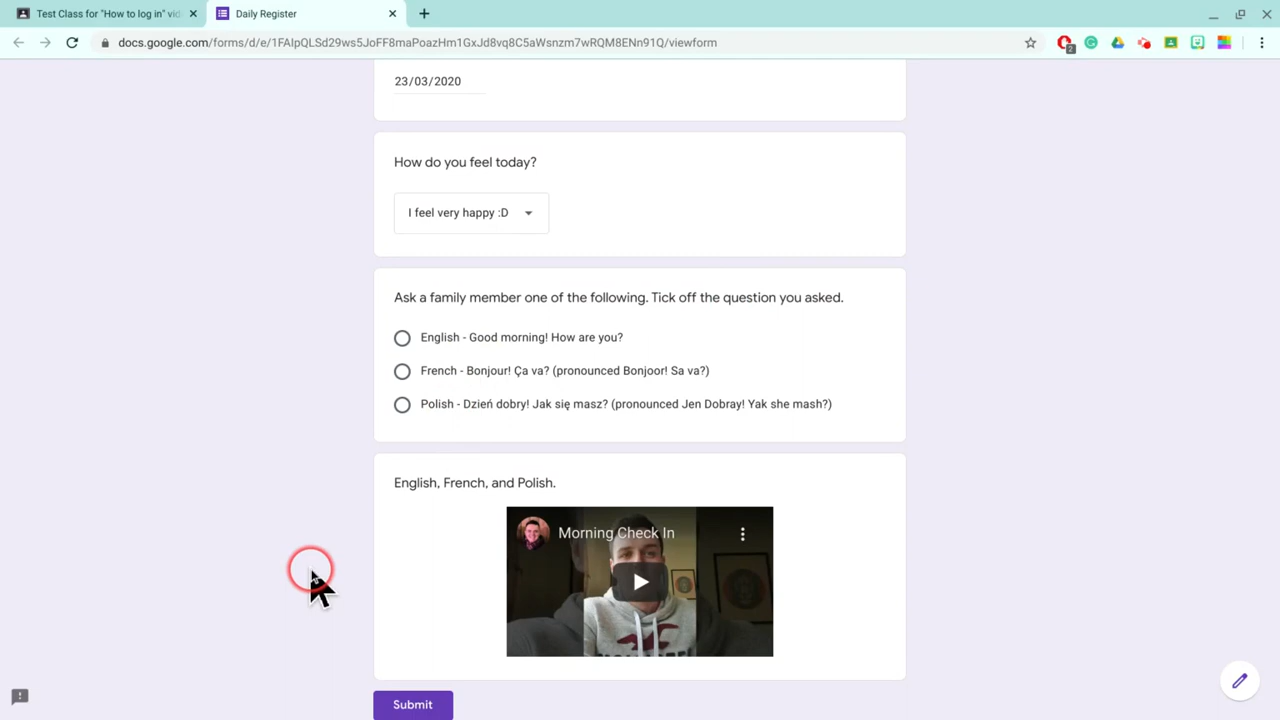 Test Class for "How to log in" vid
Daily Register
docs.google.com/forms/d/e/1FAIpQLSd29ws5JoFF8maPoazHm1GxJd8vq8C5aWsnzm7wRQM8ENn91Q/viewform
2
23/03/2020
How do you feel today?
I feel very happy :D
Ask a family member one of the following. Tick off the question you asked.
English - Good morning! How are you?
French - Bonjour! Ça va? (pronounced Bonjoor! Sa va?)
Polish - Dzień dobry! Jak się masz? (pronounced Jen Dobray! Yak she mash?)
English, French, and Polish.
Morning Check In
Submit